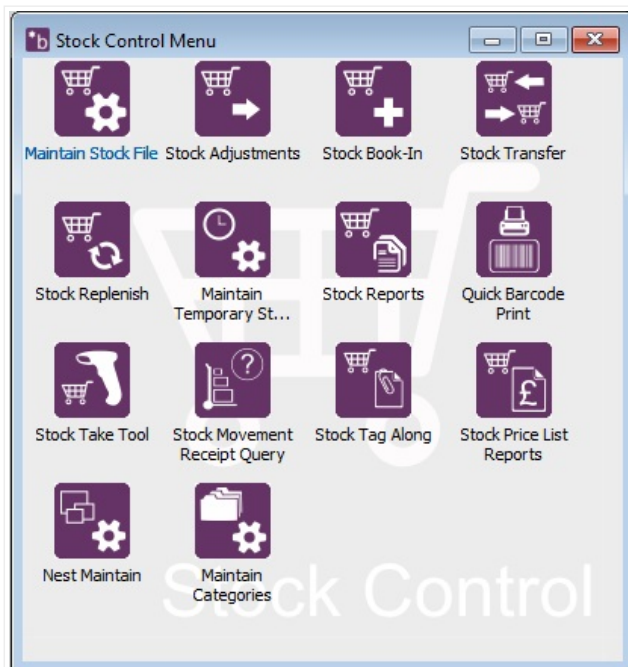 *b Stock Control Menu
Maintain Stock File Stock Adjustments Stock Book-In Stock Transfer
Stock Replenish Maintain Stock Reports Quick Barcode
Temporary St... Print
£
?
Stock Take Tool Stock Movement Stock Tag Along Stock Price List
Receipt Query Reports
Nest Maintain Maintain
Categories
Stock Control